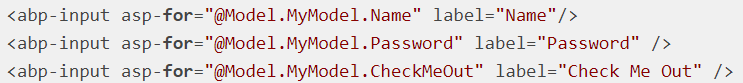 <abp-input asp-for="@Model.MyModel.Name" label="Name"/>
<abp-input asp-for="@Model.MyModel.Password" label="Password" />
<abp-input asp-for="@Model.MyModel.CheckMeOut" label="Check Me Out" />